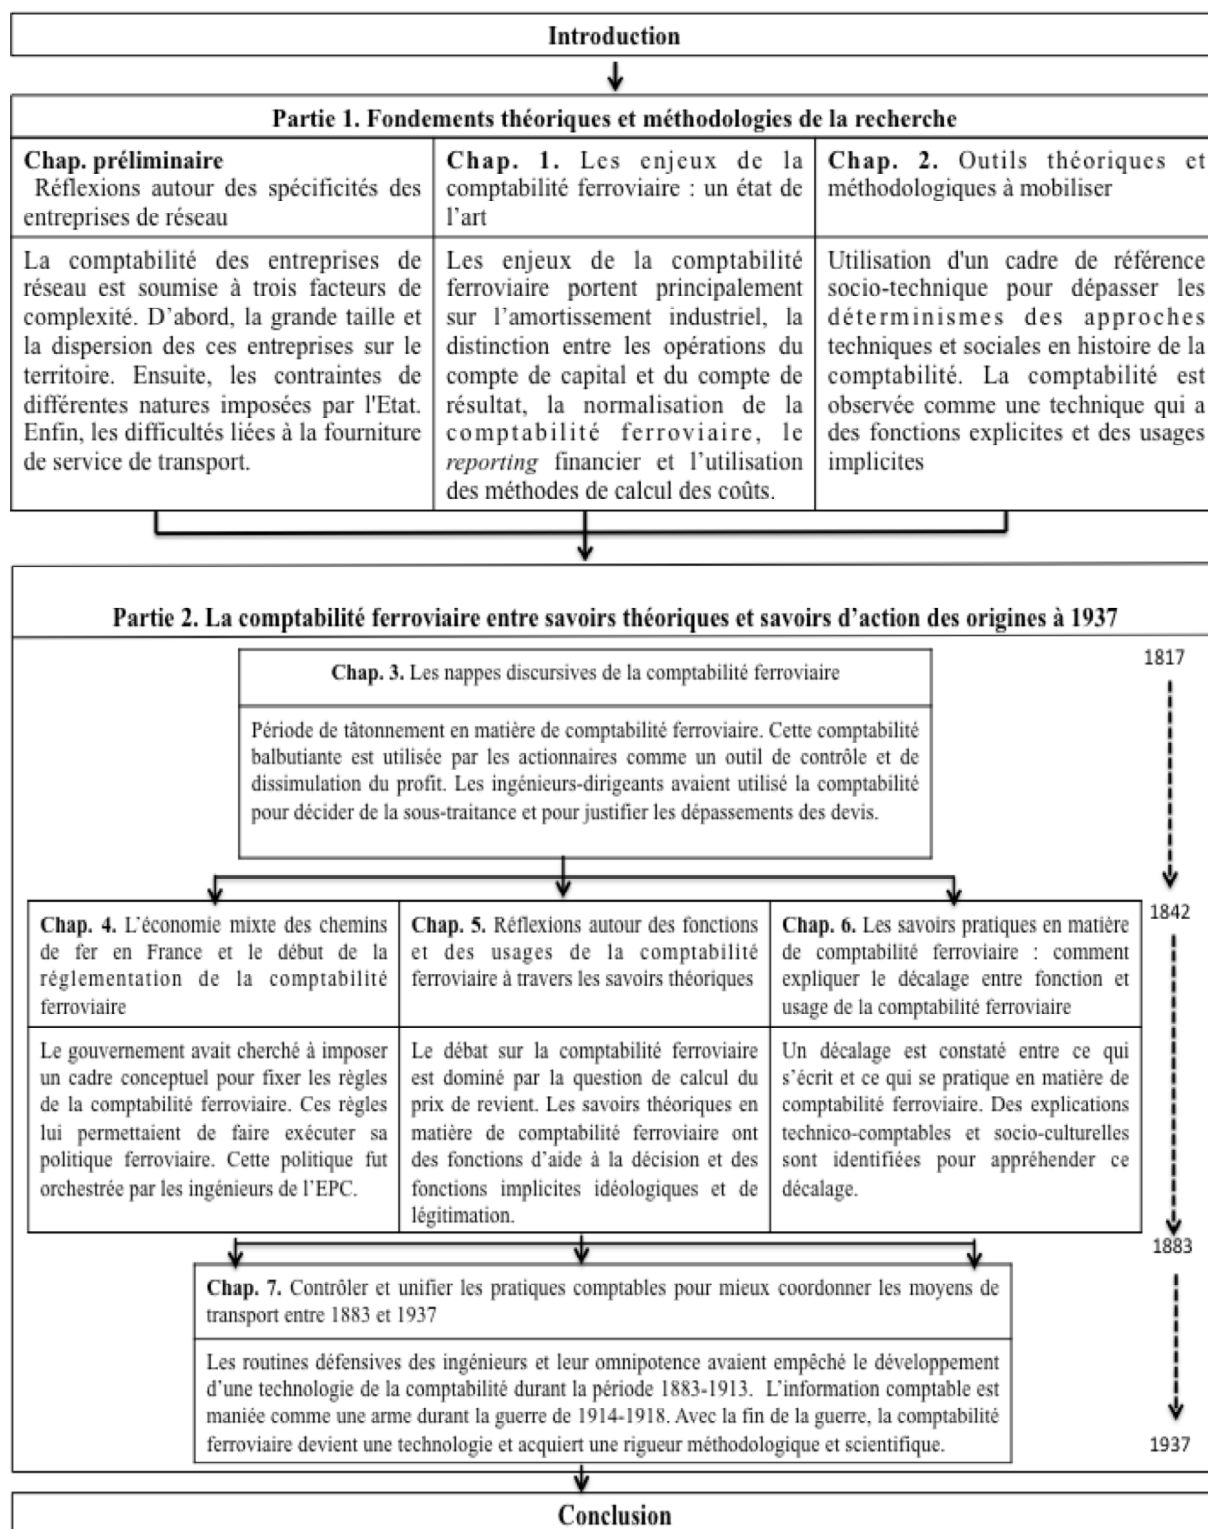 Introduction
Partie 1. Fondements théoriques et méthodologies de la recherche
Chap. préliminaire
Réflexions autour des spécificités des
entreprises de réseau
Chap. 1. Les enjeux de la
comptabilité ferroviaire : un état de
l'art
Chap. 2. Outils théoriques et
méthodologiques à mobiliser
La comptabilité des entreprises de
réseau est soumise à trois facteurs de
complexité. D'abord, la grande taille et
la dispersion des ces entreprises sur le
territoire. Ensuite, les contraintes de
différentes natures imposées par l'Etat.
Enfin, les difficultés liées à la fourniture
de service de transport.
Les enjeux de la comptabilité
ferroviaire portent principalement
sur l'amortissement industriel, la
distinction entre les opérations du
compte de capital et du compte de
résultat, la normalisation de la
comptabilité ferroviaire, le
reporting financier et l'utilisation
des méthodes de calcul des coûts.
Utilisation d'un cadre de référence
socio-technique pour dépasser les
déterminismes des approches
techniques et sociales en histoire de la
comptabilité. La comptabilité est
observée comme une technique qui a
des fonctions explicites et des usages
implicites
Partie 2. La comptabilité ferroviaire entre savoirs théoriques et savoirs d'action des origines à 1937
Chap. 3. Les nappes discursives de la comptabilité ferroviaire
1817
Période de tâtonnement en matière de comptabilité ferroviaire. Cette comptabilité
balbutiante est utilisée par les actionnaires comme un outil de contrôle et de
dissimulation du profit. Les ingénieurs-dirigeants avaient utilisé la comptabilité
pour décider de la sous-traitance et pour justifier les dépassements des devis.
1842
Chap. 4. L'économie mixte des chemins
de fer en France et le début de la
réglementation de la comptabilité
ferroviaire
Chap. 5. Réflexions autour des fonctions
et des usages de la comptabilité
ferroviaire à travers les savoirs théoriques
Chap. 6. Les savoirs pratiques en matière
de comptabilité ferroviaire : comment
expliquer le décalage entre fonction et
usage de la comptabilité ferroviaire
Le gouvernement avait cherché à imposer
un cadre conceptuel pour fixer les règles
de la comptabilité ferroviaire. Ces règles
lui permettaient de faire exécuter sa
politique ferroviaire. Cette politique fut
orchestrée par les ingénieurs de l'EPC.
Le débat sur la comptabilité ferroviaire
est dominé par la question de calcul du
prix de revient. Les savoirs théoriques en
matière de comptabilité ferroviaire ont
des fonctions d'aide à la décision et des
fonctions implicites idéologiques et de
légitimation.
Un décalage est constaté entre ce qui
s'écrit et ce qui se pratique en matière de
comptabilité ferroviaire. Des explications
technico-comptables et socio-culturelles
sont identifiées pour appréhender ce
décalage.
1883
Chap. 7. Contrôler et unifier les pratiques comptables pour mieux coordonner les moyens de
transport entre 1883 et 1937
Les routines défensives des ingénieurs et leur omnipotence avaient empêché le développement
d'une technologie de la comptabilité durant la période 1883-1913. L'information comptable est
maniée comme une arme durant la guerre de 1914-1918. Avec la fin de la guerre, la comptabilité
ferroviaire devient une technologie et acquiert une rigueur méthodologique et scientifique.
1937
Conclusion